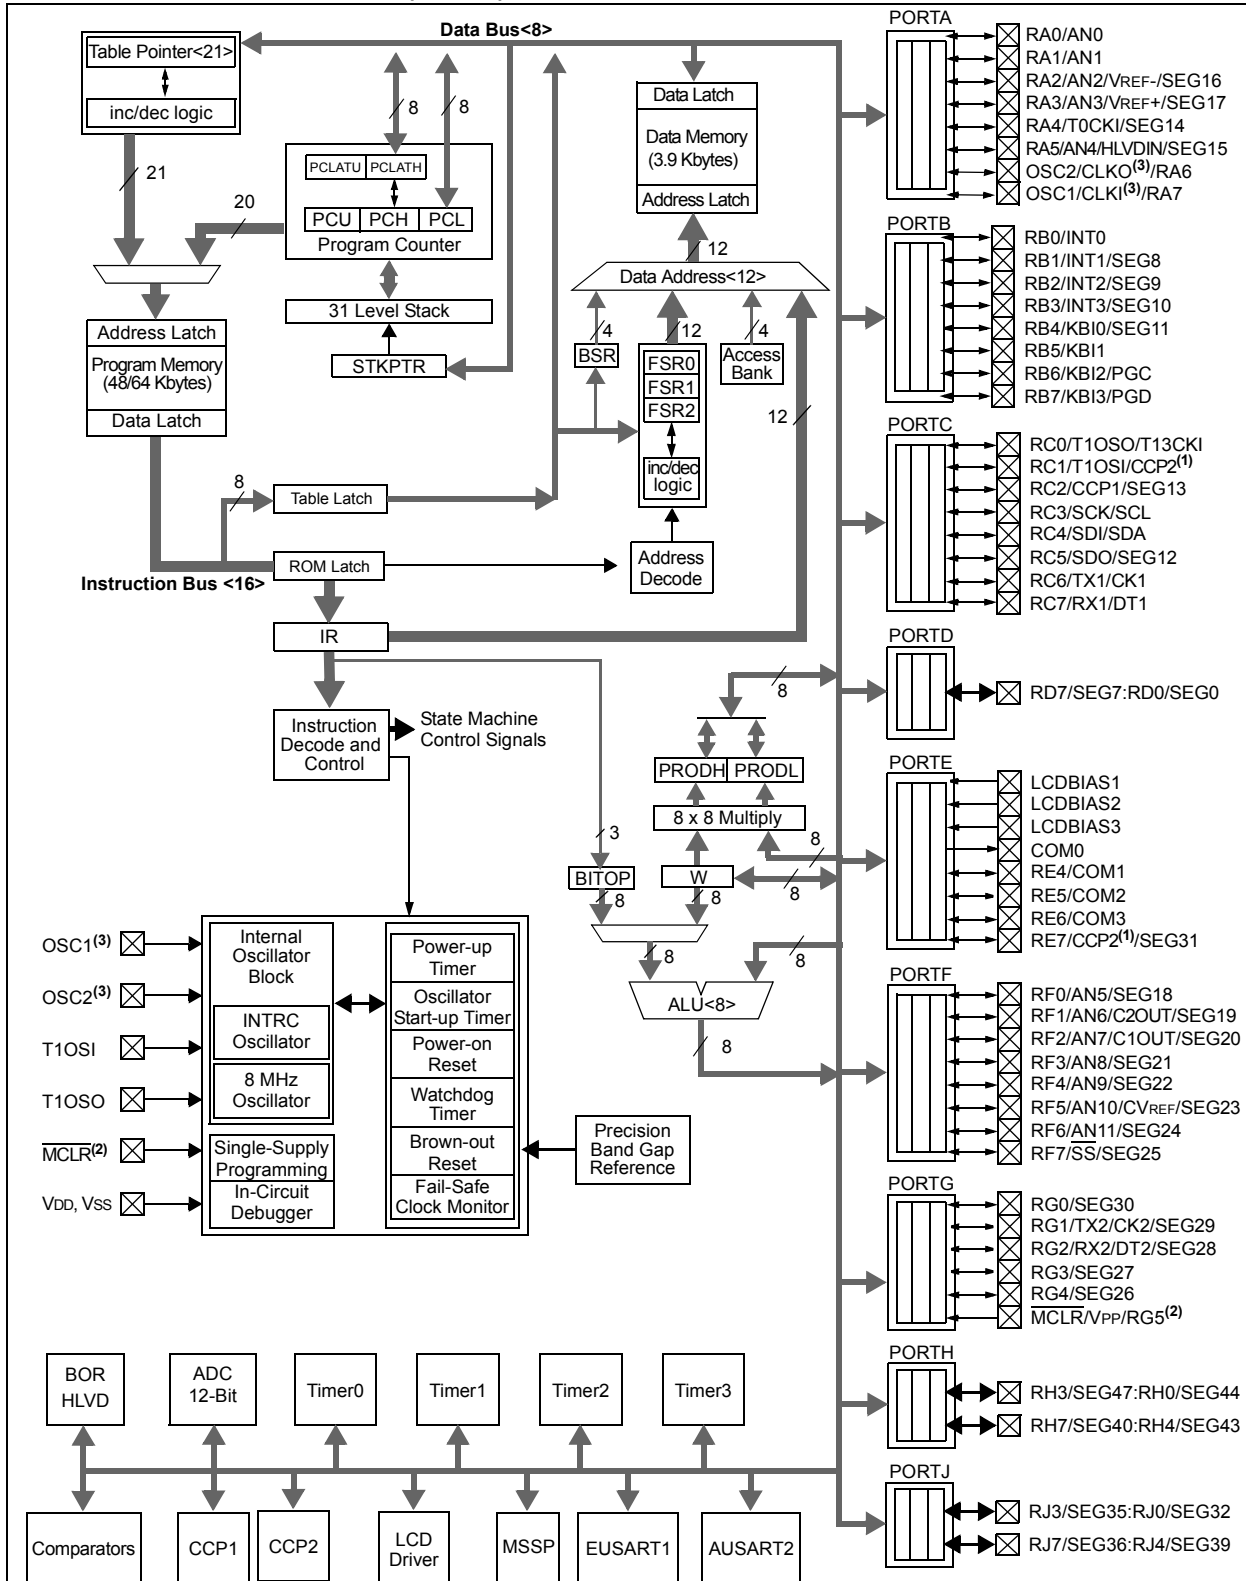 Data Bus<8>
Table Pointer<21>
inc/dec logic
21
20
8
8
PCLATU
PCLATH
PCU
PCH
PCL
Program Counter
31 Level Stack
STKPTR
Data Latch
Data Memory
(3.9 Kbytes)
Address Latch
12
Data Address<12>
4
12
4
BSR
FSR0
FSR1
FSR2
inc/dec
logic
Access
Bank
12
Address
Decode
Address Latch
Program Memory
(48/64 Kbytes)
Data Latch
8
Table Latch
ROM Latch
Instruction Bus <16>
IR
Instruction
Decode and
Control
State Machine
Control Signals
8
PRODH
PRODL
8 x 8 Multiply
8
3
BITOP
W
8
8
8
8
8
ALU<8>
8
OSC1(3)
OSC2(3)
T1OSI
T1OSO
MCLR(2)
VDD, VSS
Internal
Oscillator
Block
INTRC
Oscillator
8 MHz
Oscillator
Single-Supply
Programming
In-Circuit
Debugger
Power-up
Timer
Oscillator
Start-up Timer
Power-on
Reset
Watchdog
Timer
Brown-out
Reset
Fail-Safe
Clock Monitor
Precision
Band Gap
Reference
BOR
HLVD
ADC
12-Bit
Timer0
Timer1
Timer2
Timer3
Comparators
CCP1
CCP2
LCD
Driver
MSSP
EUSART1
AUSART2
PORTA
RA0/AN0
RA1/AN1
RA2/AN2/VREF-/SEG16
RA3/AN3/VREF+/SEG17
RA4/T0CKI/SEG14
RA5/AN4/HLVDIN/SEG15
OSC2/CLKO(3)/RA6
OSC1/CLKI(3)/RA7
PORTB
RB0/INT0
RB1/INT1/SEG8
RB2/INT2/SEG9
RB3/INT3/SEG10
RB4/KBI0/SEG11
RB5/KBI1
RB6/KBI2/PGC
RB7/KBI3/PGD
PORTC
RC0/T1OSO/T13CKI
RC1/T1OSI/CCP2(1)
RC2/CCP1/SEG13
RC3/SCK/SCL
RC4/SDI/SDA
RC5/SDO/SEG12
RC6/TX1/CK1
RC7/RX1/DT1
PORTD
RD7/SEG7:RD0/SEG0
PORTE
LCDBIAS1
LCDBIAS2
LCDBIAS3
COM0
RE4/COM1
RE5/COM2
RE6/COM3
RE7/CCP2(1)/SEG31
PORTF
RF0/AN5/SEG18
RF1/AN6/C2OUT/SEG19
RF2/AN7/C1OUT/SEG20
RF3/AN8/SEG21
RF4/AN9/SEG22
RF5/AN10/CVREF/SEG23
RF6/AN11/SEG24
RF7/SS/SEG25
PORTG
RG0/SEG30
RG1/TX2/CK2/SEG29
RG2/RX2/DT2/SEG28
RG3/SEG27
RG4/SEG26
MCLR/VPP/RG5(2)
PORTH
RH3/SEG47:RH0/SEG44
RH7/SEG40:RH4/SEG43
PORTJ
RJ3/SEG35:RJ0/SEG32
RJ7/SEG36:RJ4/SEG39